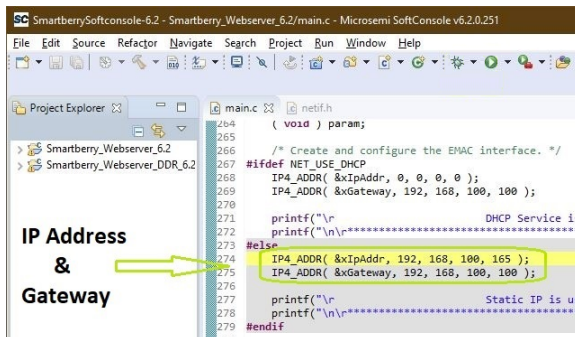 SC SmartberrySoftconsole-6.2 - Smartberry_Webserver_6.2/main.c - Microsemi SoftConsole v6.2.0.251
File Edit Source Refactor Navigate Search Project Run Window Help
Project Explorer
main.c netif.h
Smartberry_Webserver_6.2
Smartberry_Webserver_DDR_6.2
IP Address
&
Gateway
264 ( void ) param;
265
266 /* Create and configure the EMAC interface. */
267 #ifdef NET_USE_DHCP
268 IP4_ADDR( &xIpAddr, 0, 0, 0, 0 );
269 IP4_ADDR( &xGateway, 192, 168, 100, 100 );
270
271 printf("\r DHCP Service i
272 printf("\n\r************************************
273 #else
274 IP4_ADDR( &xIpAddr, 192, 168, 100, 165 );
275 IP4_ADDR( &xGateway, 192, 168, 100, 100 );
276
277 printf("\r Static IP is u
278 printf("\n\r************************************
279 #endif